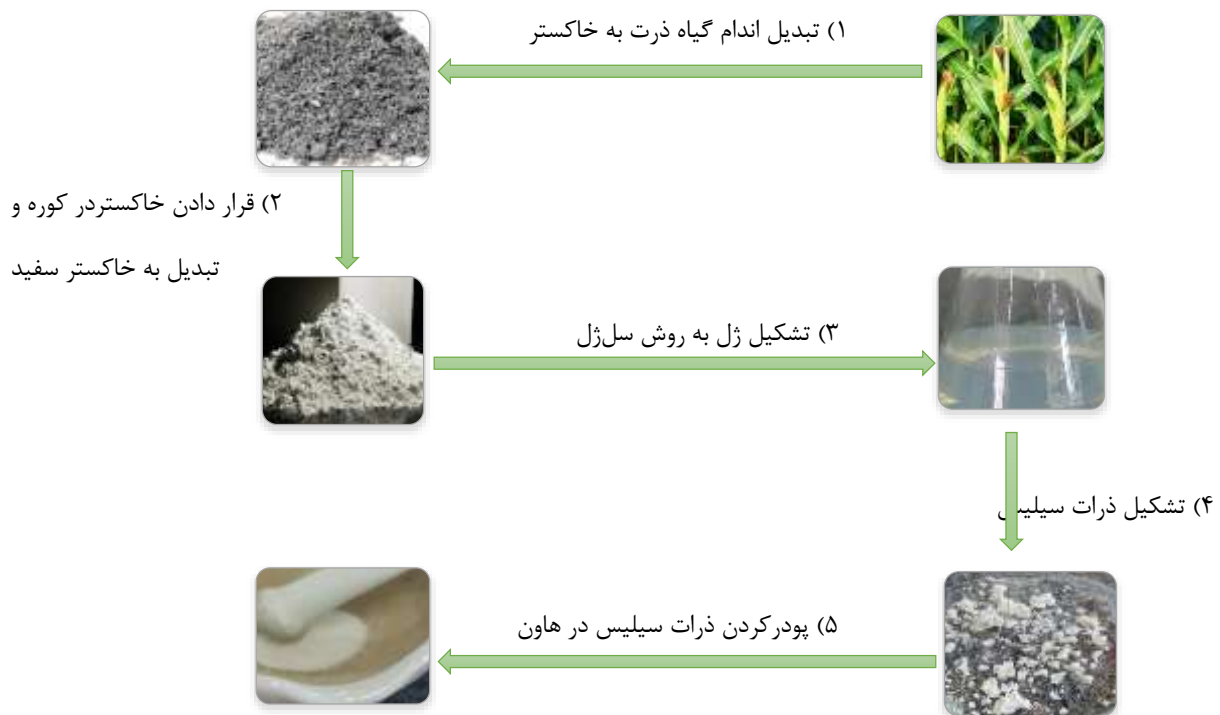 ۱) تبدیل اندام گیاه ذرت به خاکستر
۲) قرار دادن خاکستردر کوره و
تبدیل به خاکستر سفید
۳) تشکیل ژل به روش سل‌ژل
۴) تشکیل ذرات سیلیس
۵) پودرکردن ذرات سیلیس در هاون